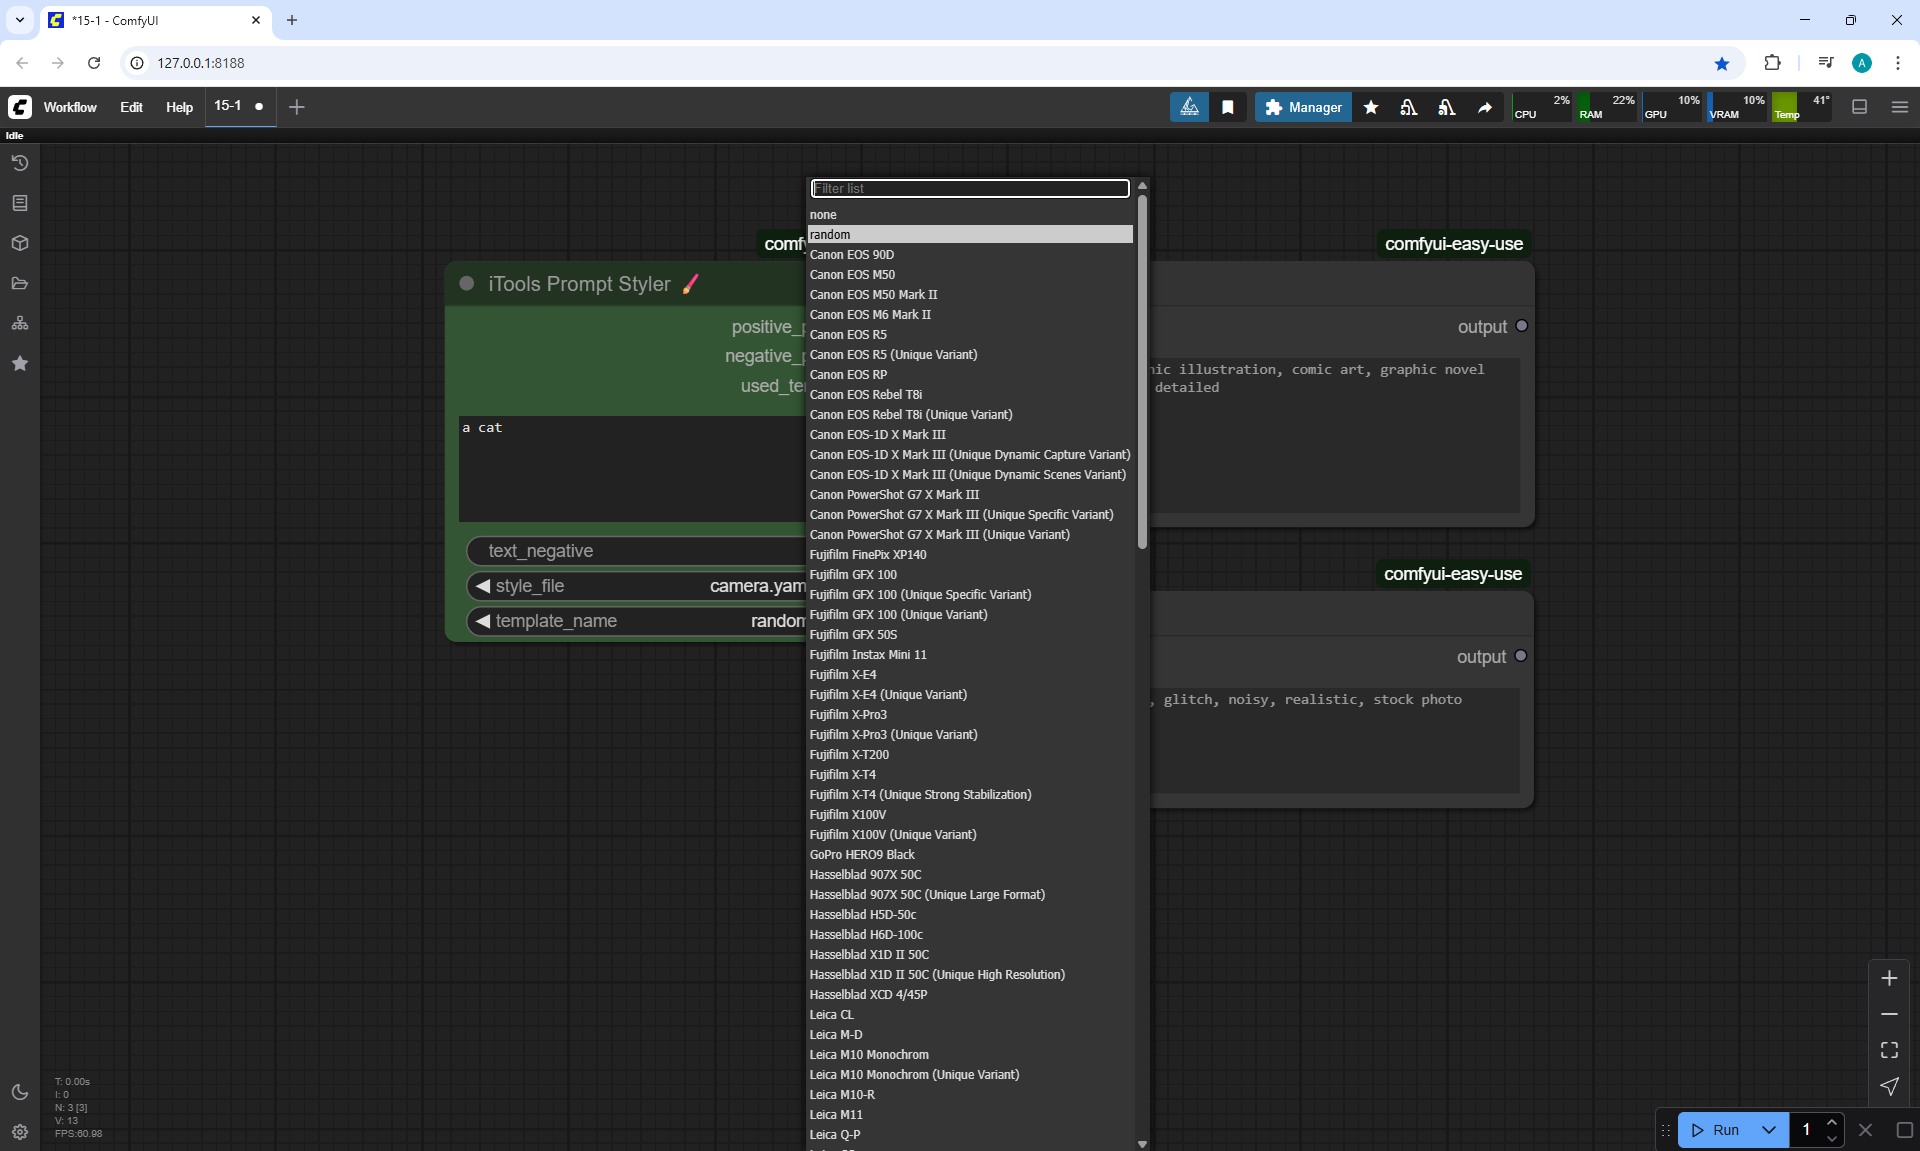 *15-1 - ComfyUI
127.0.0.1:8188
A
Workflow
Edit
Help
15-1
Manager
CPU
2%
RAM
22%
GPU
10%
VRAM
10%
Temp
41°
Idle
Filter list
none
random
Canon EOS 90D
Canon EOS M50
Canon EOS M50 Mark II
Canon EOS M6 Mark II
Canon EOS R5
Canon EOS R5 (Unique Variant)
Canon EOS RP
Canon EOS Rebel T8i
Canon EOS Rebel T8i (Unique Variant)
Canon EOS-1D X Mark III
Canon EOS-1D X Mark III (Unique Dynamic Capture Variant)
Canon EOS-1D X Mark III (Unique Dynamic Scenes Variant)
Canon PowerShot G7 X Mark III
Canon PowerShot G7 X Mark III (Unique Specific Variant)
Canon PowerShot G7 X Mark III (Unique Variant)
Fujifilm FinePix XP140
Fujifilm GFX 100
Fujifilm GFX 100 (Unique Specific Variant)
Fujifilm GFX 100 (Unique Variant)
Fujifilm GFX 50S
Fujifilm Instax Mini 11
Fujifilm X-E4
Fujifilm X-E4 (Unique Variant)
Fujifilm X-Pro3
Fujifilm X-Pro3 (Unique Variant)
Fujifilm X-T200
Fujifilm X-T4
Fujifilm X-T4 (Unique Strong Stabilization)
Fujifilm X100V
Fujifilm X100V (Unique Variant)
GoPro HERO9 Black
Hasselblad 907X 50C
Hasselblad 907X 50C (Unique Large Format)
Hasselblad H5D-50c
Hasselblad H6D-100c
Hasselblad X1D II 50C
Hasselblad X1D II 50C (Unique High Resolution)
Hasselblad XCD 4/45P
Leica CL
Leica M-D
Leica M10 Monochrom
Leica M10 Monochrom (Unique Variant)
Leica M10-R
Leica M11
Leica Q-P
comfy
iTools Prompt Styler
positive_p
negative_p
used_te
a cat
text_negative
style_file
camera.yam
template_name
random
comfyui-easy-use
output
nic illustration, comic art, graphic novel
detailed
comfyui-easy-use
output
, glitch, noisy, realistic, stock photo
T: 0.00s
I: 0
N: 3 [3]
V: 13
FPS:60.98
Run
1